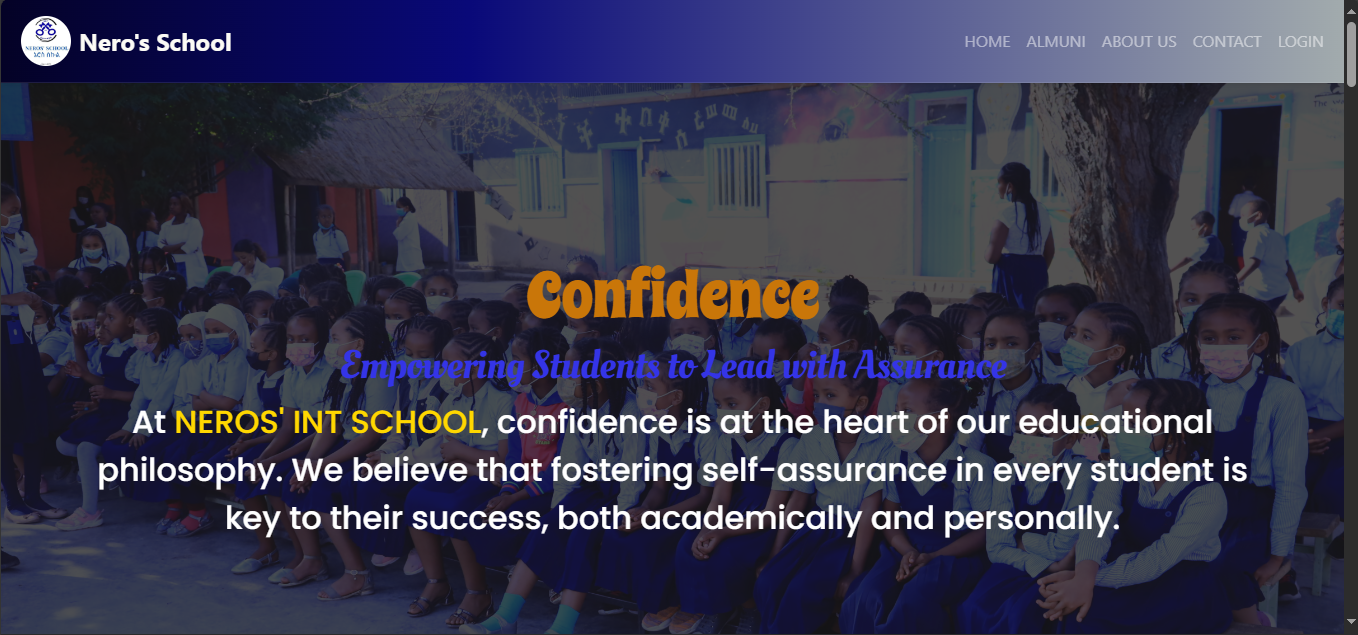 NEROS SCHOOL
Nero's School
HOME ALMUNI ABOUT US CONTACT LOGIN
Confidence
Empowering Students to Lead with Assurance
At NEROS' INT SCHOOL, confidence is at the heart of our educational
philosophy. We believe that fostering self-assurance in every student is
key to their success, both academically and personally.